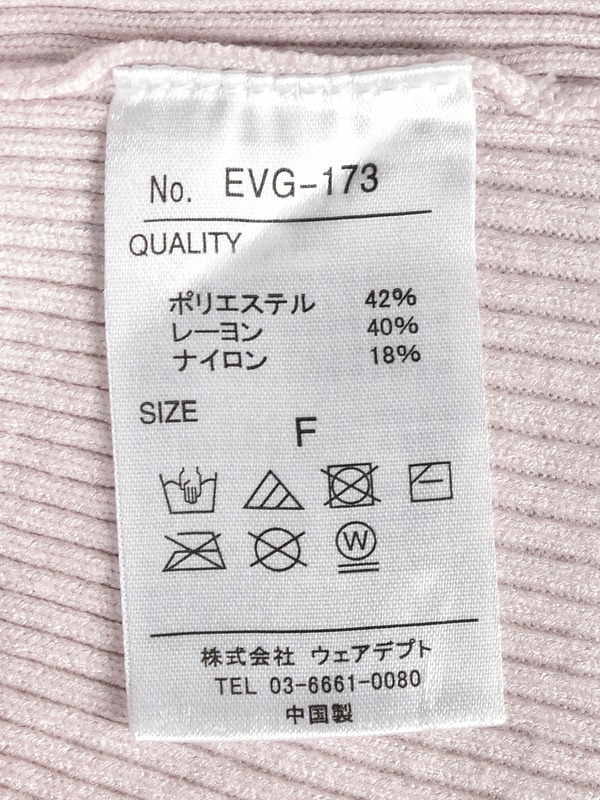 No. EVG-173
QUALITY
ポリエステル 42%
レーヨン 40%
ナイロン 18%
SIZE
F
W
株式会社 ウェアデプト
TEL 03-6661-0080
中国製